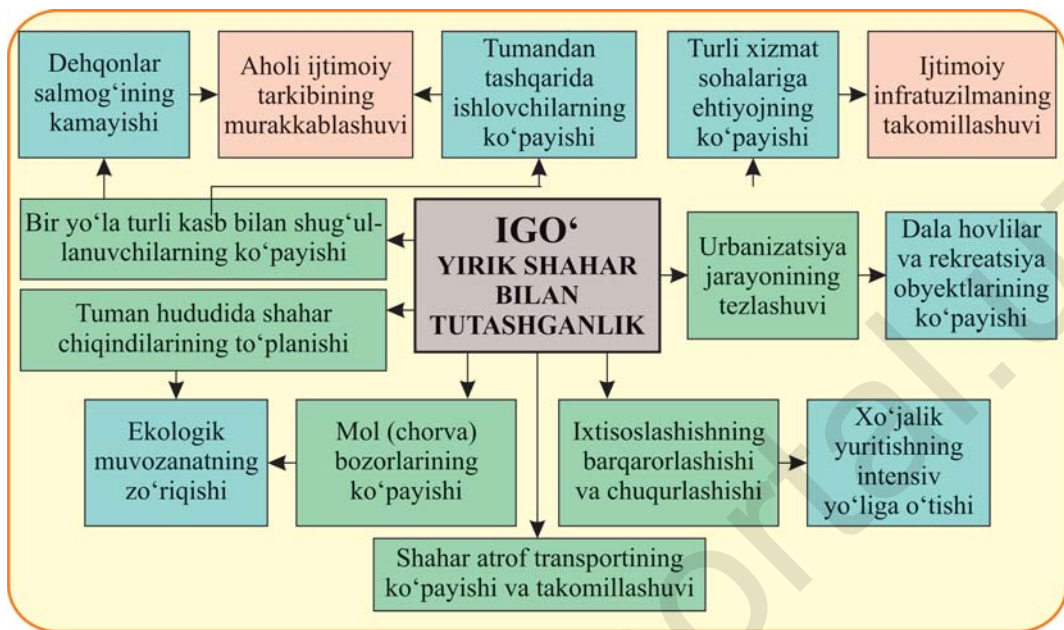 Dehqonlar
salmog‘ining
kamayishi
Aholi ijtimoiy
tarkibining
murakkablashuvi
Tumandan
tashqarida
ishlovchilarning
ko‘payishi
Turli xizmat
sohalariga
ehtiyojning
ko‘payishi
Ijtimoiy
infratuzilmaning
takomillashuvi
Bir yo‘la turli kasb bilan shug‘ul-
lanuvchilarning ko‘payishi
IGO‘
YIRIK SHAHAR
BILAN
TUTASHGANLIK
Urbanizatsiya
jarayonining
tezlashuvi
Dala hovlilar
va rekreatsiya
obyektlarining
ko‘payishi
Tuman hududida shahar
chiqindilarining to‘planishi
Ekologik
muvozanatning
zo‘riqishi
Mol (chorva)
bozorlarining
ko‘payishi
Ixtisoslashishning
barqarorlashishi
va chuqurlashishi
Xo‘jalik
yuritishning
intensiv
yo‘liga o‘tishi
Shahar atrof transportining
ko‘payishi va takomillashuvi
ortel.uz